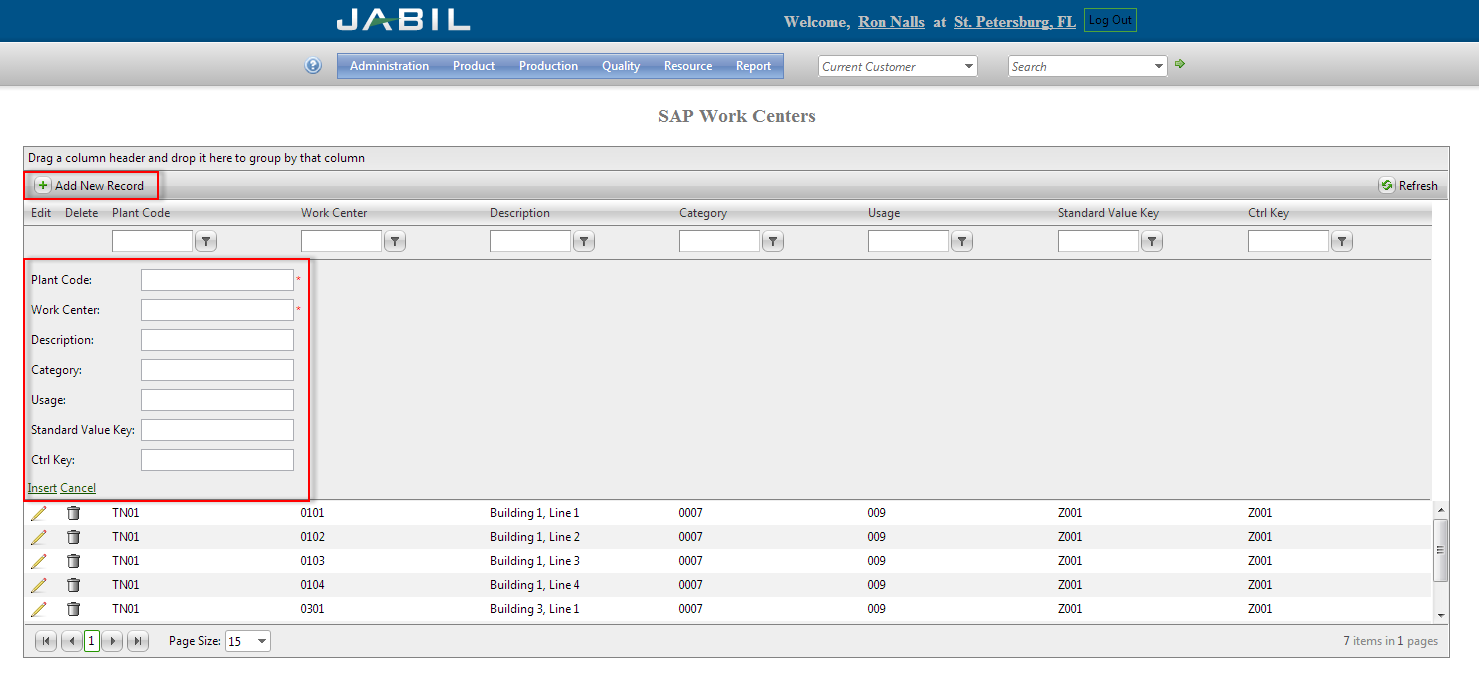 JABIL
Welcome, Ron Nalls at St. Petersburg, FL Log Out
Administration Product Production Quality Resource Report Current Customer Search
SAP Work Centers
Drag a column header and drop it here to group by that column
Add New Record Refresh
Edit Delete Plant Code Work Center Description Category Usage Standard Value Key Ctrl Key
Plant Code: *
Work Center: *
Description:
Category:
Usage:
Standard Value Key:
Ctrl Key:
Insert Cancel
TN01 0101 Building 1, Line 1 0007 009 Z001 Z001
TN01 0102 Building 1, Line 2 0007 009 Z001 Z001
TN01 0103 Building 1, Line 3 0007 009 Z001 Z001
TN01 0104 Building 1, Line 4 0007 009 Z001 Z001
TN01 0301 Building 3, Line 1 0007 009 Z001 Z001
1 Page Size: 15 7 items in 1 pages